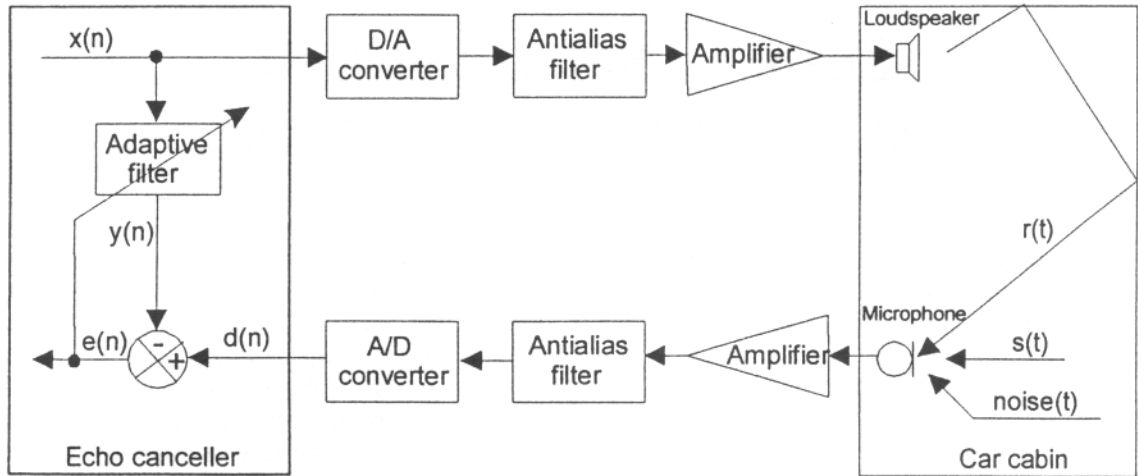 x(n)
D/A
converter
Antialias
filter
Amplifier
Loudspeaker
Adaptive
filter
y(n)
r(t)
e(n)
-
+
d(n)
A/D
converter
Antialias
filter
Amplifier
Microphone
s(t)
noise(t)
Echo canceller
Car cabin